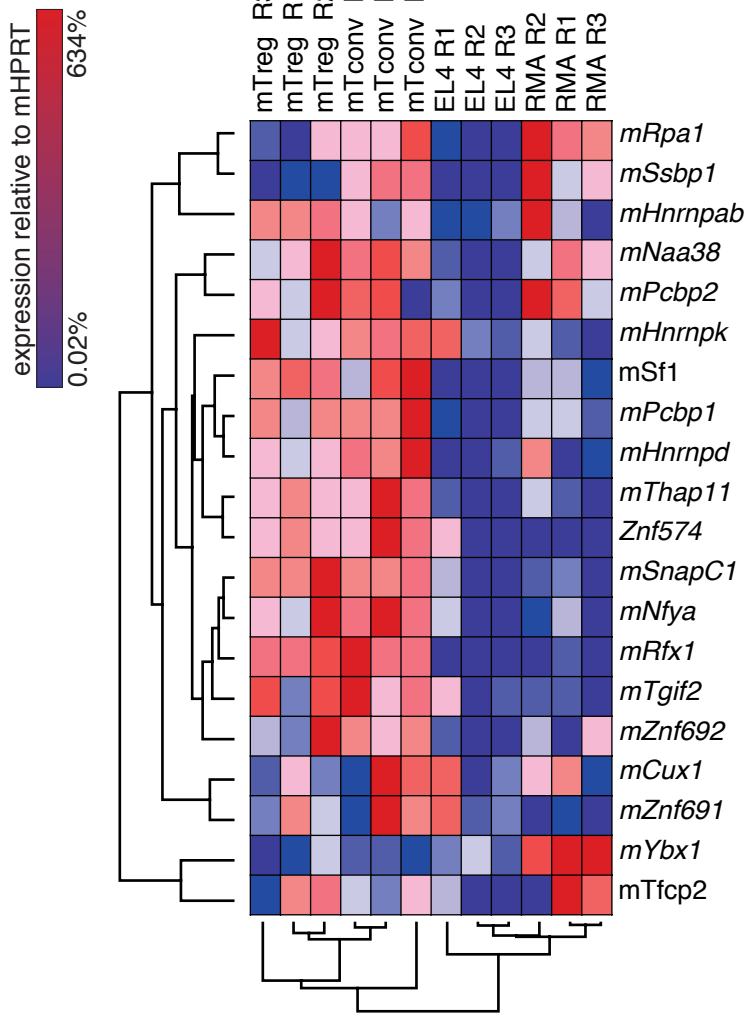 634%
expression relative to mHPRT
0.02%
mTreg
mTreg
mTreg
mTconv
mTconv
mTconv
EL4 R1
EL4 R2
EL4 R3
RMA R2
RMA R1
RMA R3
mRpa1
mSsbp1
mHnrnpab
mNaa38
mPcbp2
mHnrnpk
mSf1
mPcbp1
mHnrnpd
mThap11
Znf574
mSnapC1
mNfya
mRfx1
mTgif2
mZnf692
mCux1
mZnf691
mYbx1
mTfcp2